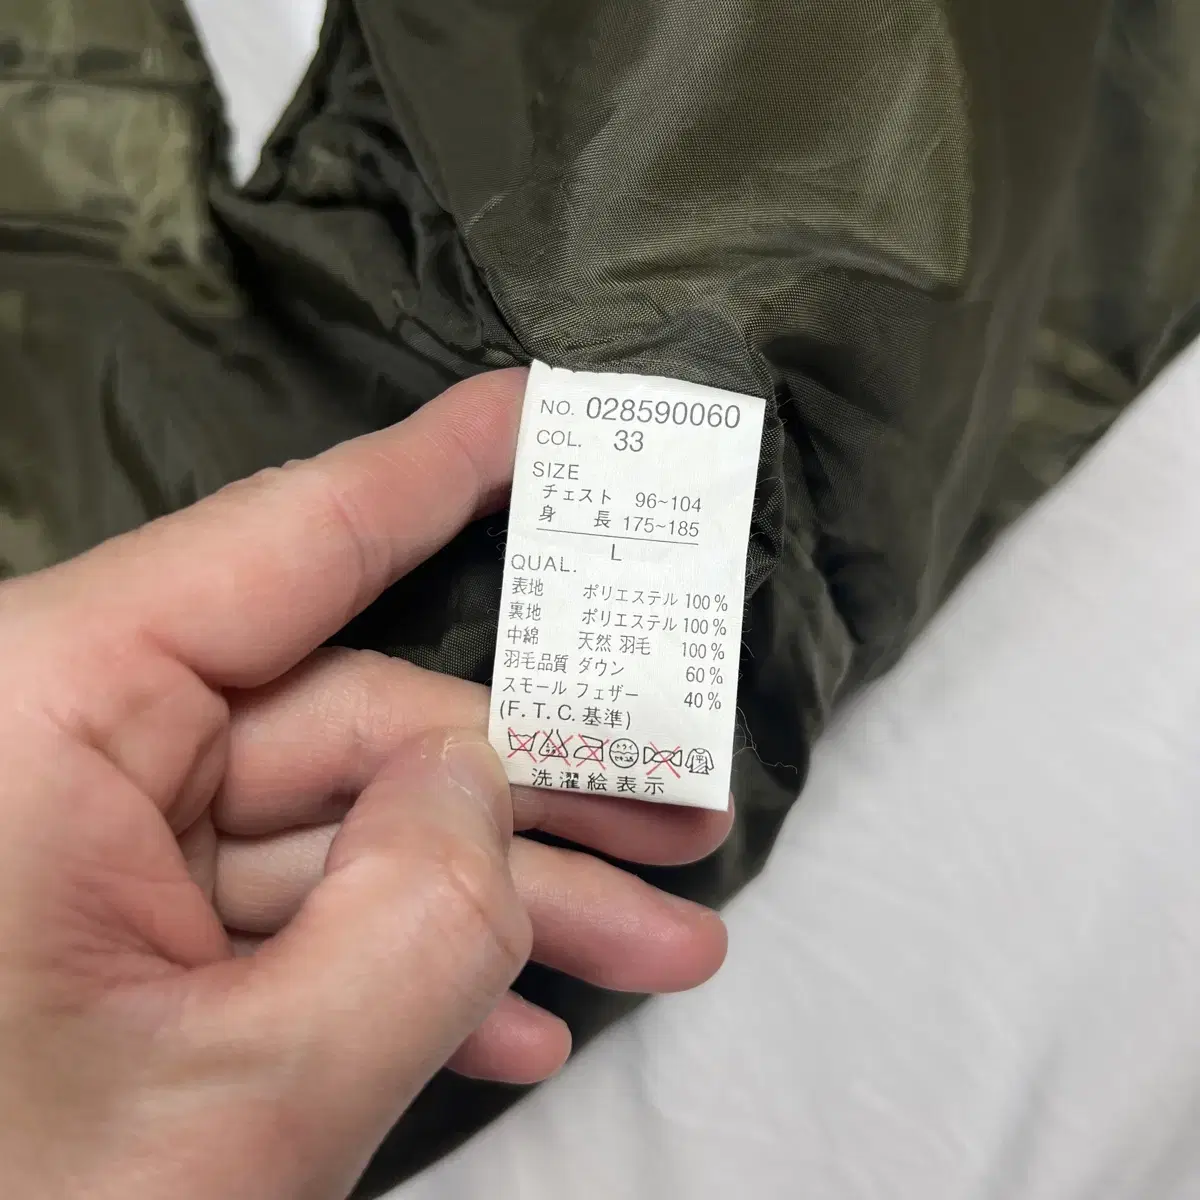 NO. 028590060
COL. 33
SIZE
チェスト 96~104
身 長 175~185
L
QUAL.
表地 ポリエステル 100%
裏地 ポリエステル 100%
中綿 天然 羽毛 100%
羽毛品質 ダウン 60%
スモール フェザー 40%
(F.T.C.基準)
洗濯絵表示